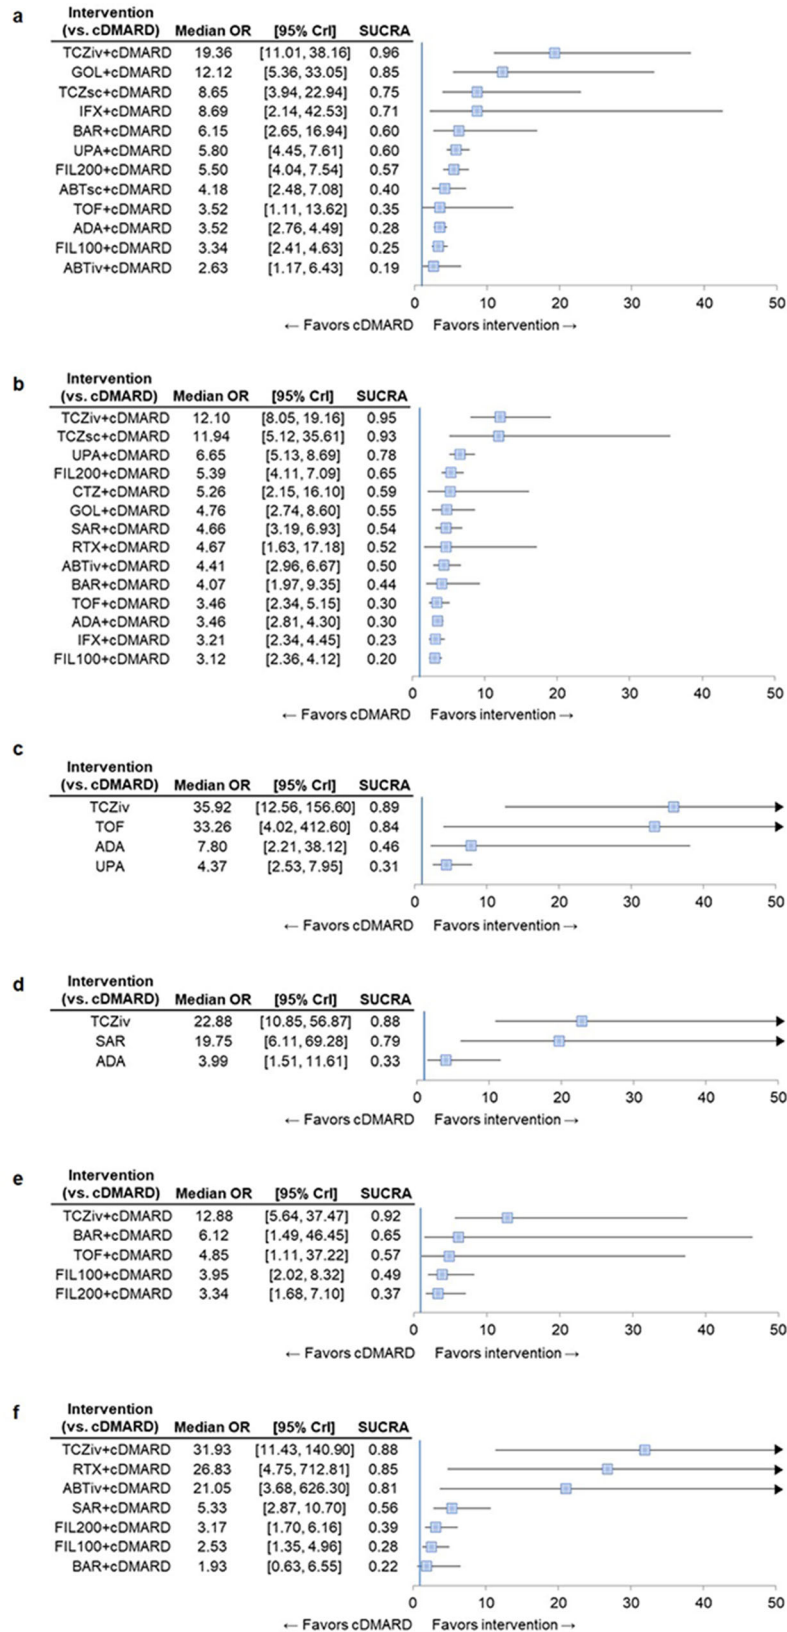 a
Intervention
(vs. cDMARD) Median OR [95% CrI] SUCRA
TCZiv+cDMARD 19.36 [11.01, 38.16] 0.96
GOL+cDMARD 12.12 [5.36, 33.05] 0.85
TCZsc+cDMARD 8.65 [3.94, 22.94] 0.75
IFX+cDMARD 8.69 [2.14, 42.53] 0.71
BAR+cDMARD 6.15 [2.65, 16.94] 0.60
UPA+cDMARD 5.80 [4.45, 7.61] 0.60
FIL200+cDMARD 5.50 [4.04, 7.54] 0.57
ABTsc+cDMARD 4.18 [2.48, 7.08] 0.40
TOF+cDMARD 3.52 [1.11, 13.62] 0.35
ADA+cDMARD 3.52 [2.76, 4.49] 0.28
FIL100+cDMARD 3.34 [2.41, 4.63] 0.25
ABTiv+cDMARD 2.63 [1.17, 6.43] 0.19
0 10 20 30 40 50
← Favors cDMARD Favors intervention →
b
Intervention
(vs. cDMARD) Median OR [95% CrI] SUCRA
TCZiv+cDMARD 12.10 [8.05, 19.16] 0.95
TCZsc+cDMARD 11.94 [5.12, 35.61] 0.93
UPA+cDMARD 6.65 [5.13, 8.69] 0.78
FIL200+cDMARD 5.39 [4.11, 7.09] 0.65
CTZ+cDMARD 5.26 [2.15, 16.10] 0.59
GOL+cDMARD 4.76 [2.74, 8.60] 0.55
SAR+cDMARD 4.66 [3.19, 6.93] 0.54
RTX+cDMARD 4.67 [1.63, 17.18] 0.52
ABTiv+cDMARD 4.41 [2.96, 6.67] 0.50
BAR+cDMARD 4.07 [1.97, 9.35] 0.44
TOF+cDMARD 3.46 [2.34, 5.15] 0.30
ADA+cDMARD 3.46 [2.81, 4.30] 0.30
IFX+cDMARD 3.21 [2.34, 4.45] 0.23
FIL100+cDMARD 3.12 [2.36, 4.12] 0.20
0 10 20 30 40 50
← Favors cDMARD Favors intervention →
c
Intervention
(vs. cDMARD) Median OR [95% CrI] SUCRA
TCZiv 35.92 [12.56, 156.60] 0.89
TOF 33.26 [4.02, 412.60] 0.84
ADA 7.80 [2.21, 38.12] 0.46
UPA 4.37 [2.53, 7.95] 0.31
0 10 20 30 40 50
← Favors cDMARD Favors intervention →
d
Intervention
(vs. cDMARD) Median OR [95% CrI] SUCRA
TCZiv 22.88 [10.85, 56.87] 0.88
SAR 19.75 [6.11, 69.28] 0.79
ADA 3.99 [1.51, 11.61] 0.33
0 10 20 30 40 50
← Favors cDMARD Favors intervention →
e
Intervention
(vs. cDMARD) Median OR [95% CrI] SUCRA
TCZiv+cDMARD 12.88 [5.64, 37.47] 0.92
BAR+cDMARD 6.12 [1.49, 46.45] 0.65
TOF+cDMARD 4.85 [1.11, 37.22] 0.57
FIL100+cDMARD 3.95 [2.02, 8.32] 0.49
FIL200+cDMARD 3.34 [1.68, 7.10] 0.37
0 10 20 30 40 50
← Favors cDMARD Favors intervention →
f
Intervention
(vs. cDMARD) Median OR [95% CrI] SUCRA
TCZiv+cDMARD 31.93 [11.43, 140.90] 0.88
RTX+cDMARD 26.83 [4.75, 712.81] 0.85
ABTiv+cDMARD 21.05 [3.68, 626.30] 0.81
SAR+cDMARD 5.33 [2.87, 10.70] 0.56
FIL200+cDMARD 3.17 [1.70, 6.16] 0.39
FIL100+cDMARD 2.53 [1.35, 4.96] 0.28
BAR+cDMARD 1.93 [0.63, 6.55] 0.22
0 10 20 30 40 50
← Favors cDMARD Favors intervention →